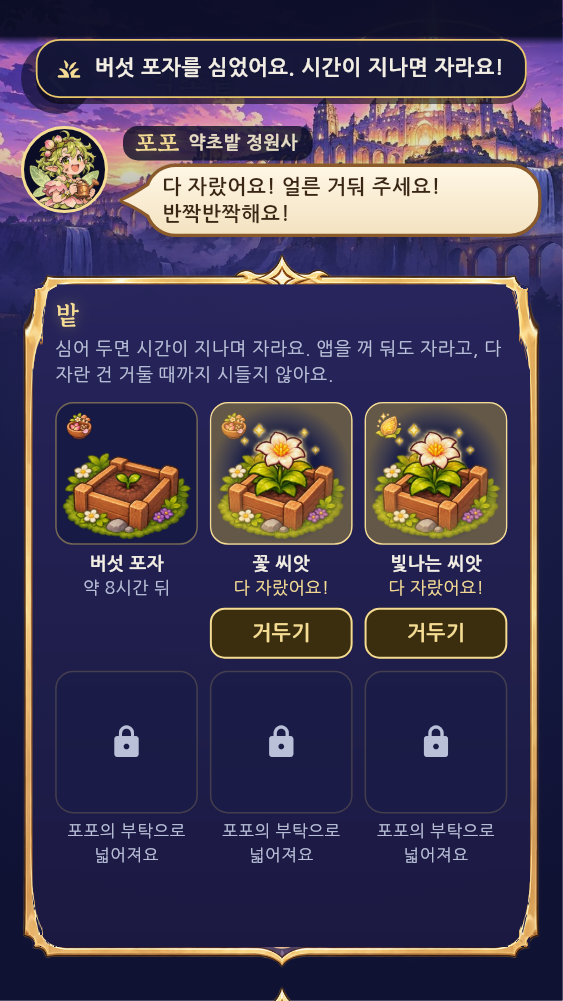 버섯 포자를 심었어요. 시간이 지나면 자라요!
포포 약초밭 정원사
다 자랐어요! 얼른 거둬 주세요!
반짝반짝해요!
밭
심어 두면 시간이 지나며 자라요. 앱을 꺼 둬도 자라고, 다
자란 건 거둘 때까지 시들지 않아요.
버섯 포자
약 8시간 뒤
꽃 씨앗
다 자랐어요!
거두기
빛나는 씨앗
다 자랐어요!
거두기
포포의 부탁으로
넓어져요
포포의 부탁으로
넓어져요
포포의 부탁으로
넓어져요